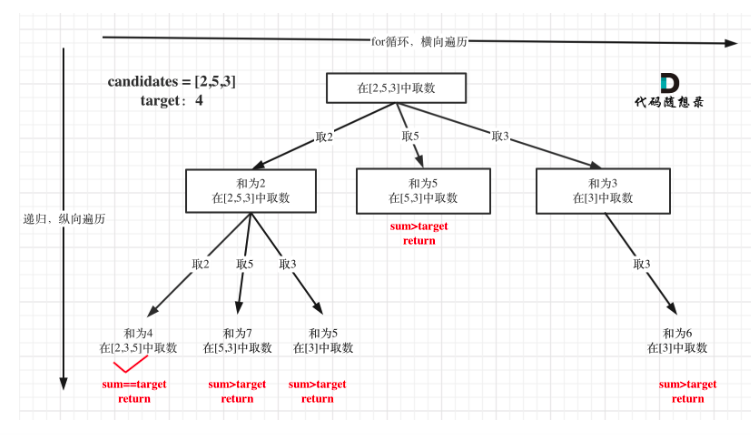 for循环，横向遍历
candidates = [2,5,3]
target：4
在[2,5,3]中取数
代码随想录
取2
取5
取3
和为2
在[2,5,3]中取数
和为5
在[5,3]中取数
和为3
在[3]中取数
sum>target
return
递归，纵向遍历
取2
取5
取3
取3
和为4
在[2,3,5]中取数
和为7
在[5,3]中取数
和为5
在[3]中取数
和为6
在[3]中取数
sum==target
return
sum>target
return
sum>target
return
sum>target
return